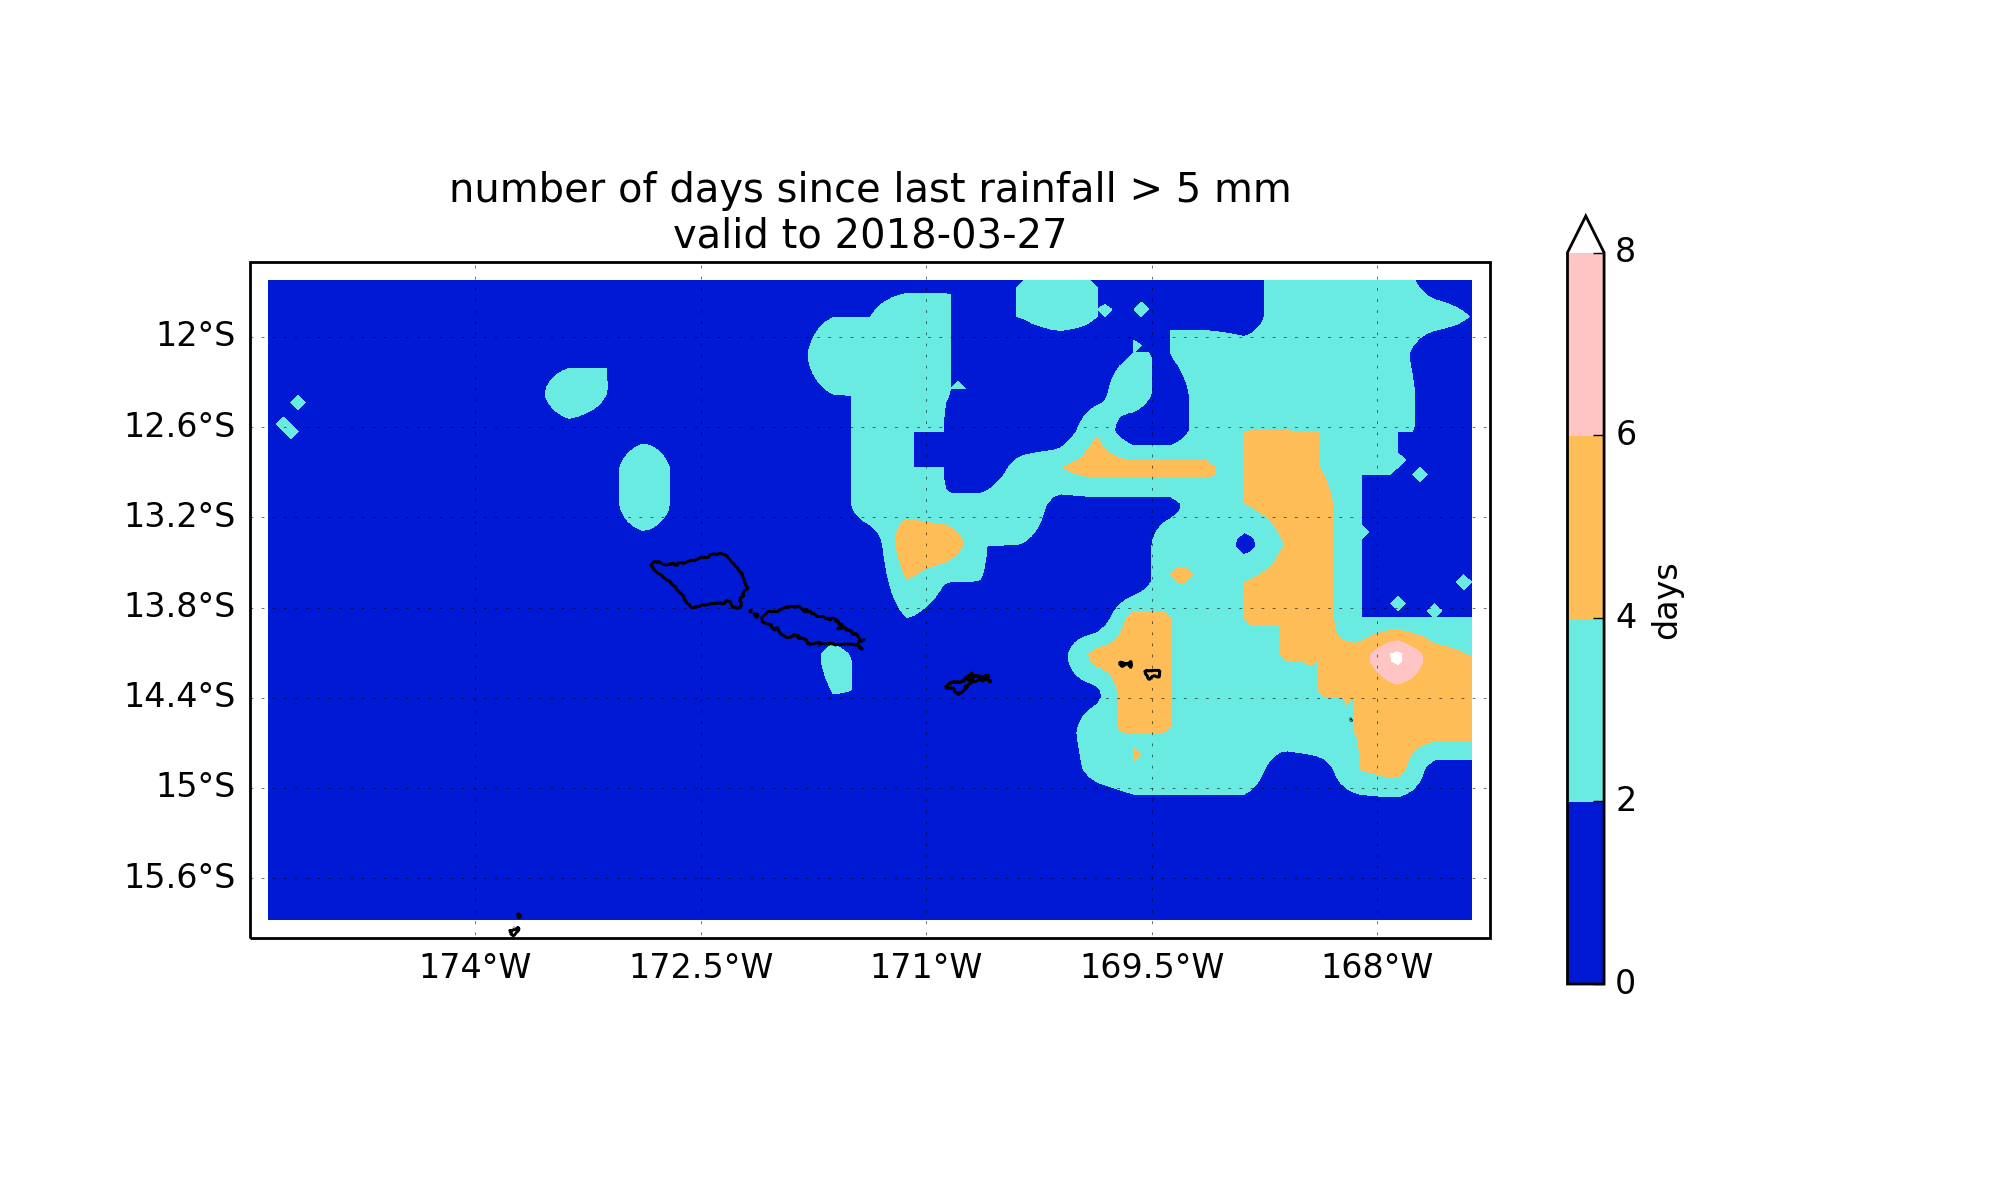 number of days since last rainfall > 5 mm
valid to 2018-03-27
12°S
12.6°S
13.2°S
13.8°S
14.4°S
15°S
15.6°S
174°W
172.5°W
171°W
169.5°W
168°W
8
6
4
2
0
days